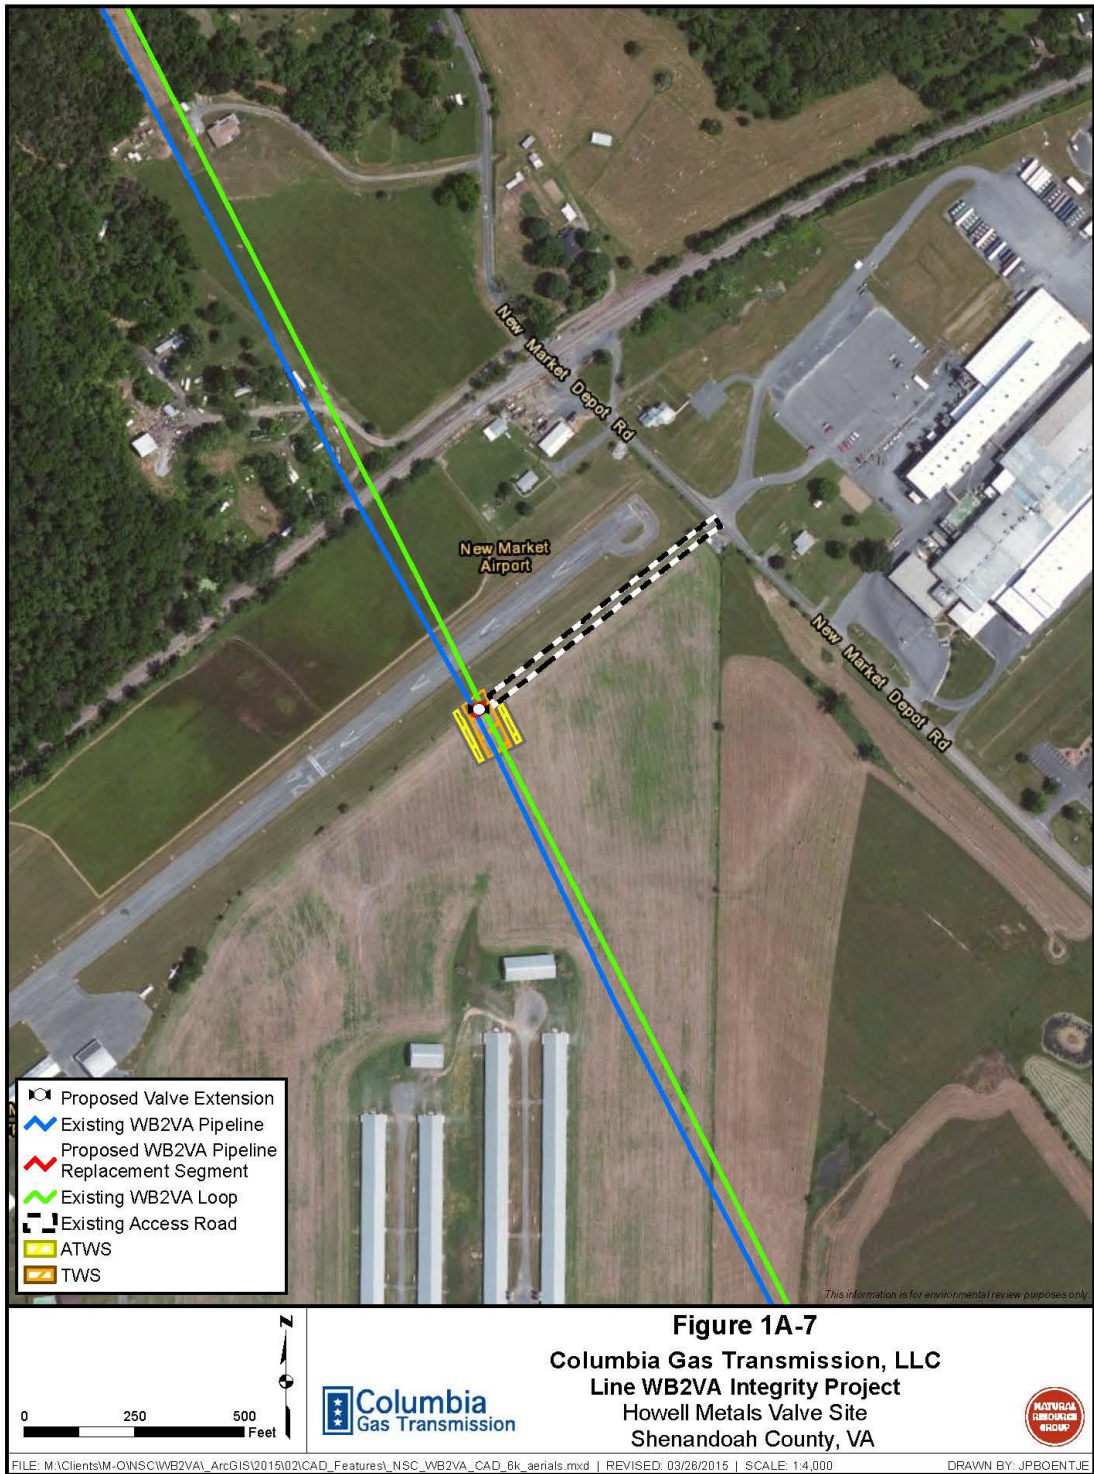 New Market Depot Rd
New Market
Airport
New Market Depot Rd
This information is for environmental review purposes only.
Proposed Valve Extension
Existing WB2VA Pipeline
Proposed WB2VA Pipeline
Replacement Segment
Existing WB2VA Loop
Existing Access Road
ATWS
TWS
N
0 250 500
Feet
Columbia
Gas Transmission
Figure 1A-7
Columbia Gas Transmission, LLC
Line WB2VA Integrity Project
Howell Metals Valve Site
Shenandoah County, VA
NATURAL
RESOURCE
GROUP
FILE: M:\Clients\M-O\NSC\WB2VA\_ArcGIS\2015\02\CAD_Features\_NSC_WB2VA_CAD_6k_aerials.mxd | REVISED: 03/26/2015 | SCALE: 1:4,000
DRAWN BY: JPBOENTJE